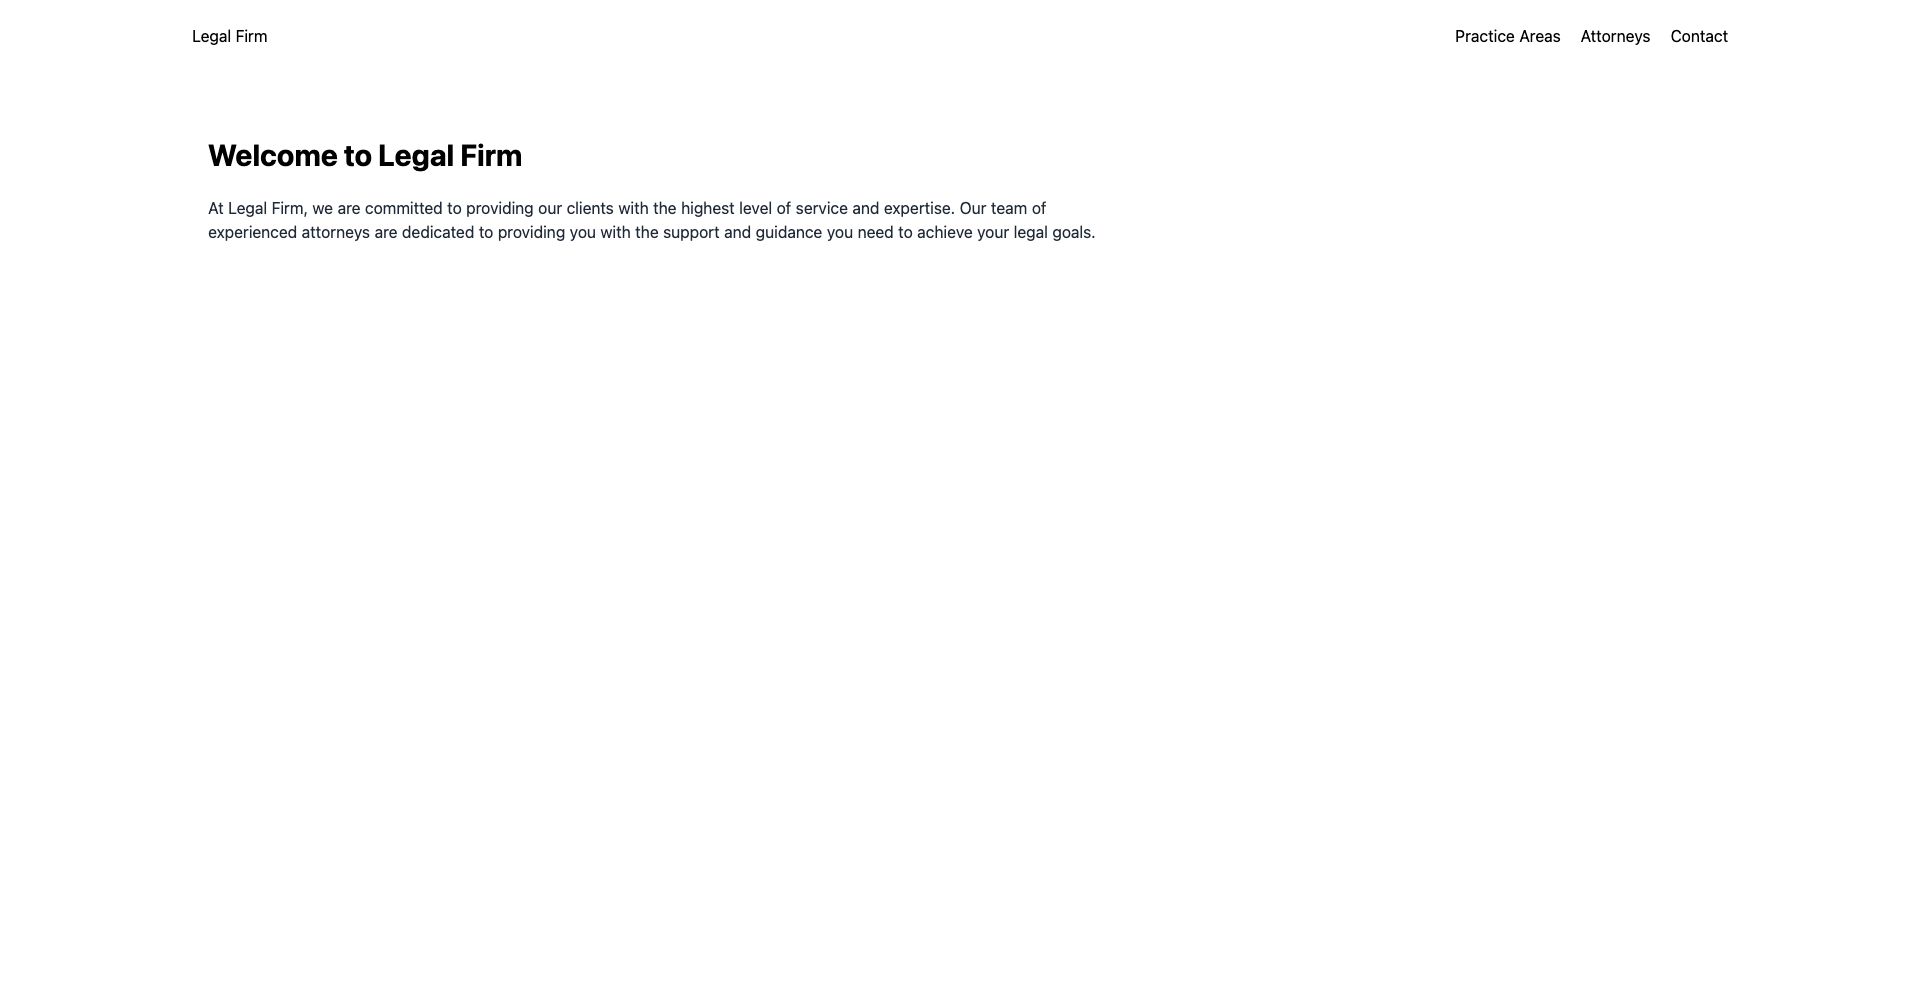 Legal Firm
Practice Areas
Attorneys
Contact
Welcome to Legal Firm
At Legal Firm, we are committed to providing our clients with the highest level of service and expertise. Our team of
experienced attorneys are dedicated to providing you with the support and guidance you need to achieve your legal goals.